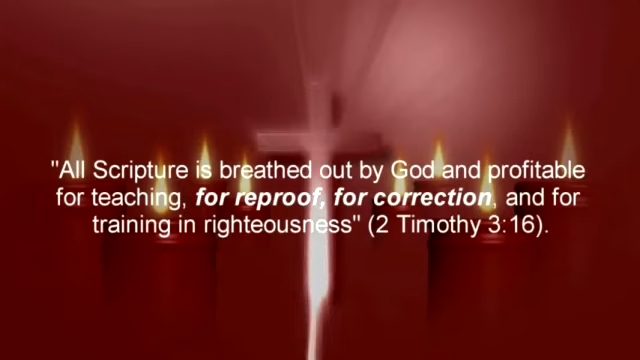 "All Scripture is breathed out by God and profitable
for teaching, for reproof, for correction, and for
training in righteousness" (2 Timothy 3:16).